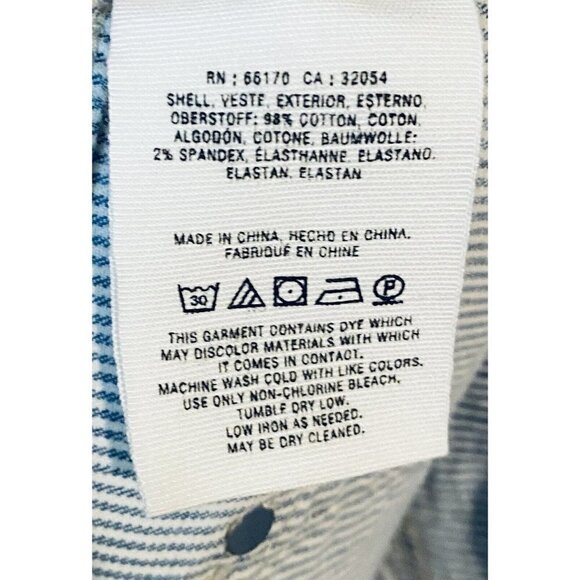 RN : 66170 CA : 32054
SHELL, VESTE, EXTERIOR, ESTERNO,
OBERSTOFF: 98% COTTON, COTON,
ALGODÓN, COTONE, BAUMWOLLE:
2% SPANDEX, ÉLASTHANNE, ELASTANO,
ELASTAN, ELASTAN
MADE IN CHINA, HECHO EN CHINA,
FABRIQUÉ EN CHINE
30 P
THIS GARMENT CONTAINS DYE WHICH
MAY DISCOLOR MATERIALS WITH WHICH
IT COMES IN CONTACT.
MACHINE WASH COLD WITH LIKE COLORS.
USE ONLY NON-CHLORINE BLEACH.
TUMBLE DRY LOW.
LOW IRON AS NEEDED.
MAY BE DRY CLEANED.